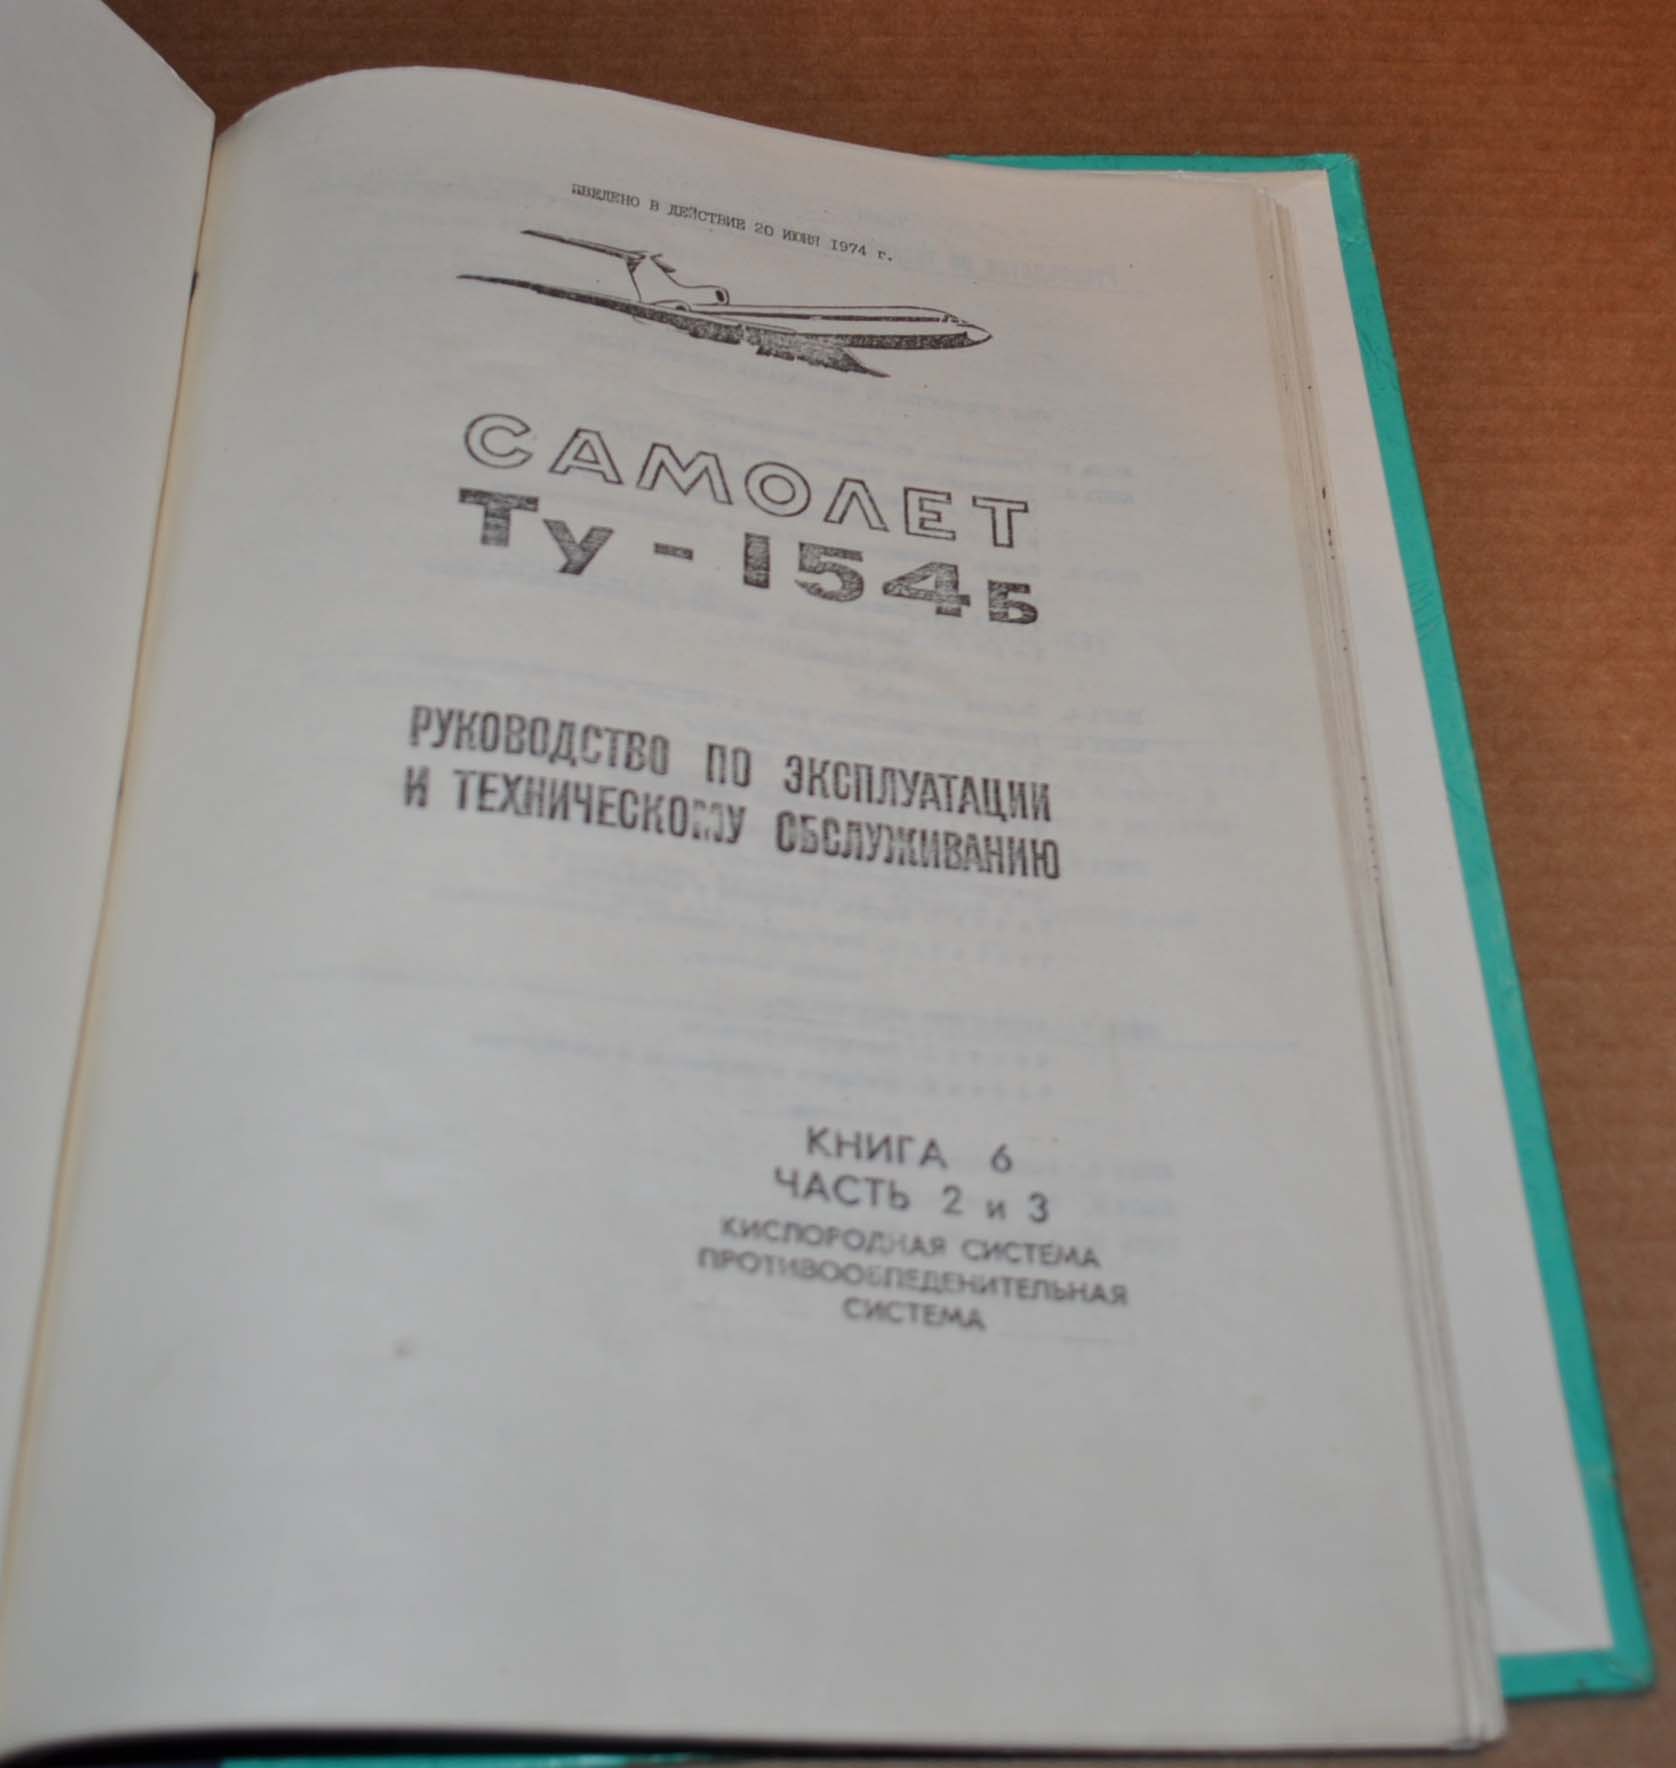 ВВЕДЕНО В ДЕЙСТВИЕ 20 ИЮНЯ 1974 г.
САМОЛЕТ
Ту-154Б
РУКОВОДСТВО ПО ЭКСПЛУАТАЦИИ
И ТЕХНИЧЕСКОМУ ОБСЛУЖИВАНИЮ
КНИГА 6
ЧАСТЬ 2 и 3
КИСЛОРОДНАЯ СИСТЕМА
ПРОТИВООБЛЕДЕНИТЕЛЬНАЯ
СИСТЕМА